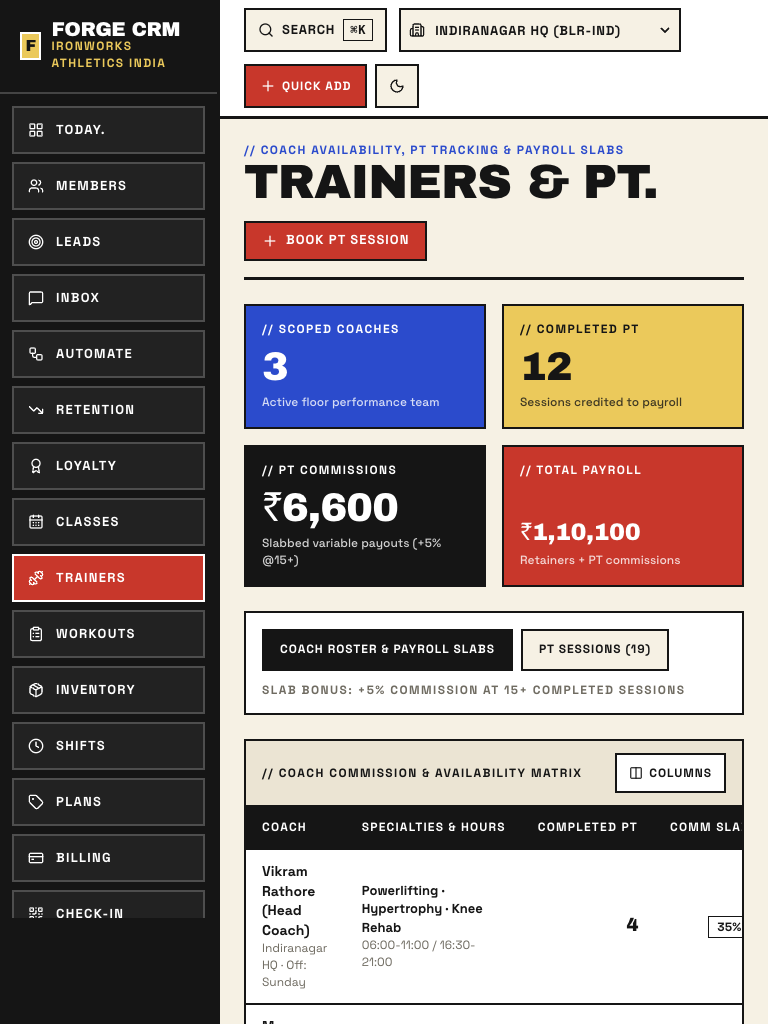 F
FORGE CRM
IRONWORKS
ATHLETICS INDIA
TODAY.
MEMBERS
LEADS
INBOX
AUTOMATE
RETENTION
LOYALTY
CLASSES
TRAINERS
WORKOUTS
INVENTORY
SHIFTS
PLANS
BILLING
CHECK-IN
SEARCH ⌘K
INDIRANAGAR HQ (BLR-IND)
QUICK ADD
// COACH AVAILABILITY, PT TRACKING & PAYROLL SLABS
TRAINERS & PT.
BOOK PT SESSION
// SCOPED COACHES
3
Active floor performance team
// COMPLETED PT
12
Sessions credited to payroll
// PT COMMISSIONS
₹6,600
Slabbed variable payouts (+5%
@15+)
// TOTAL PAYROLL
₹1,10,100
Retainers + PT commissions
COACH ROSTER & PAYROLL SLABS
PT SESSIONS (19)
SLAB BONUS: +5% COMMISSION AT 15+ COMPLETED SESSIONS
// COACH COMMISSION & AVAILABILITY MATRIX
COLUMNS
COACH SPECIALTIES & HOURS COMPLETED PT COMM SLA
Vikram
Rathore
(Head
Coach)
Indiranagar
HQ · Off:
Sunday
Powerlifting ·
Hypertrophy · Knee
Rehab
06:00-11:00 / 16:30-
21:00
4
35%